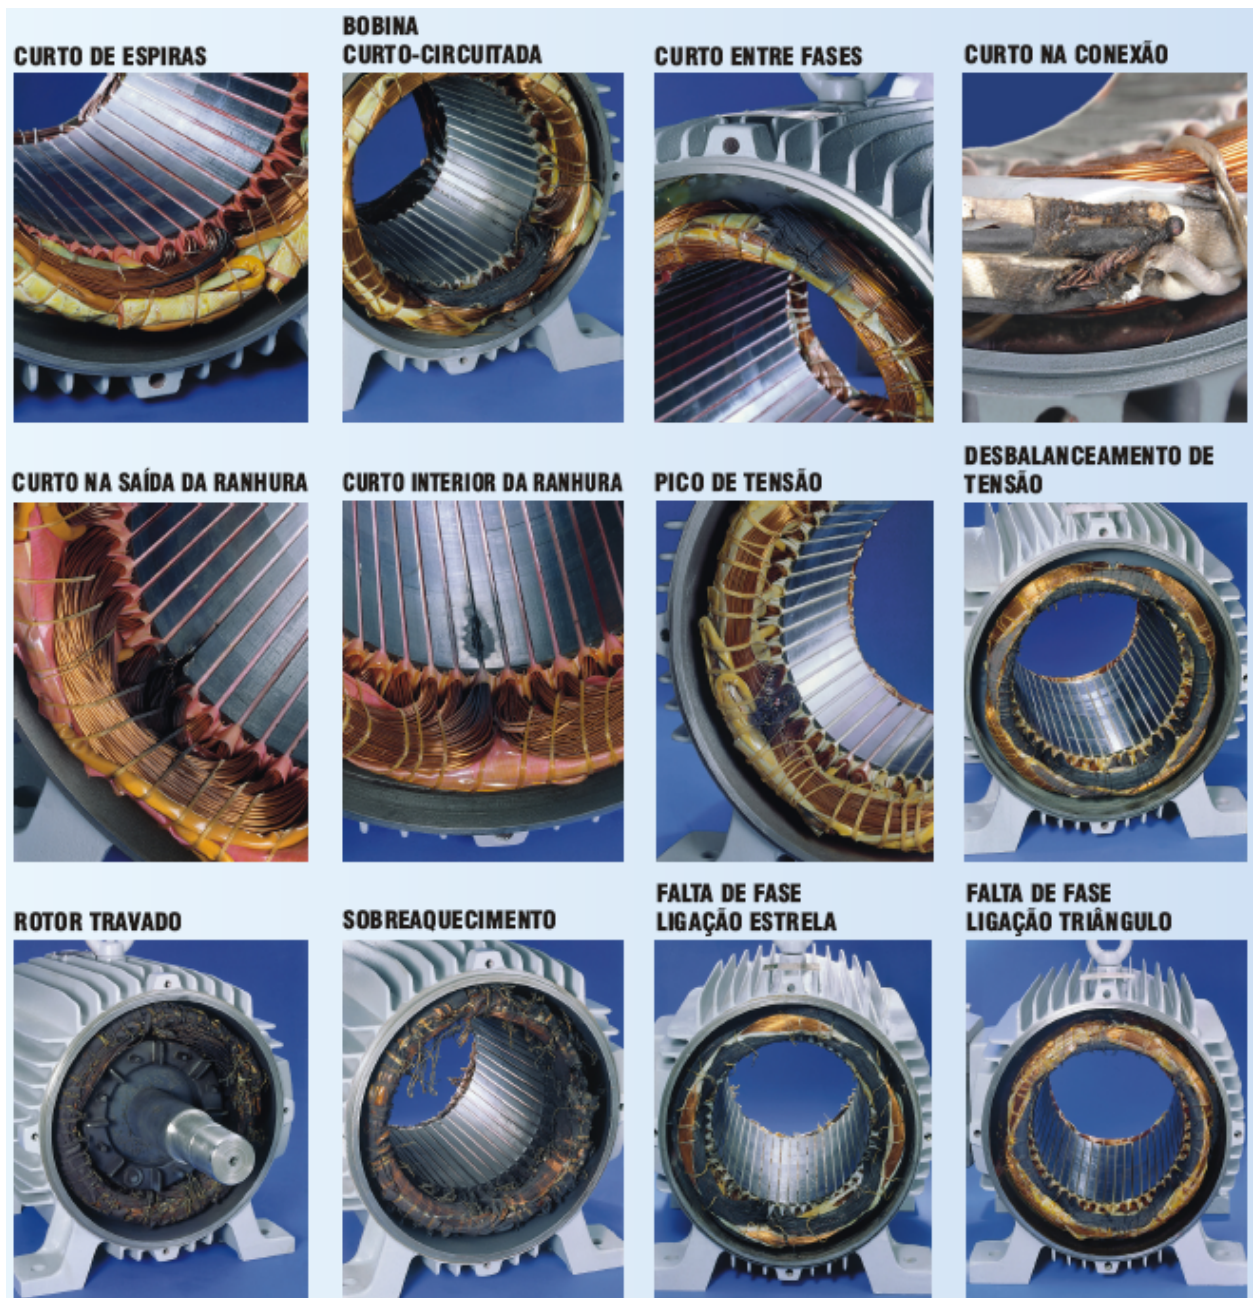 CURTO DE ESPIRAS
BOBINA
CURTO-CIRCUITADA
CURTO ENTRE FASES
CURTO NA CONEXÃO
CURTO NA SAÍDA DA RANHURA
CURTO INTERIOR DA RANHURA
PICO DE TENSÃO
DESBALANCEAMENTO DE
TENSÃO
ROTOR TRAVADO
SOBREAQUECIMENTO
FALTA DE FASE
LIGAÇÃO ESTRELA
FALTA DE FASE
LIGAÇÃO TRIÂNGULO